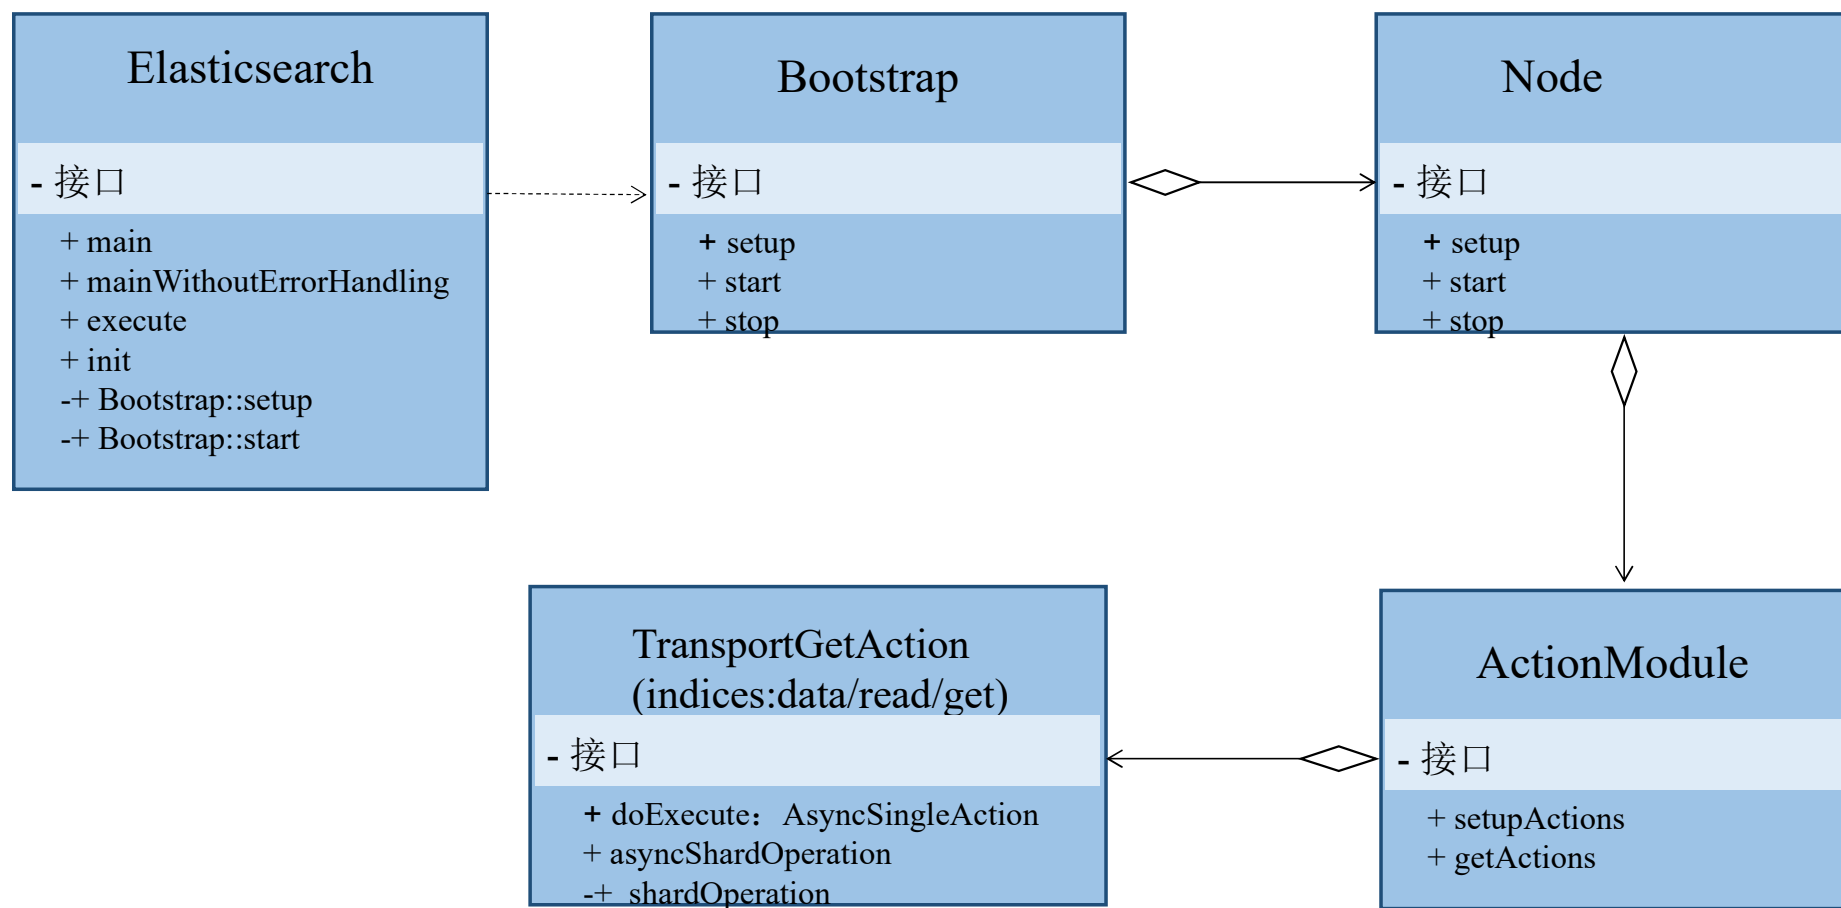 Elasticsearch
- 接口
+ main
+ mainWithoutErrorHandling
+ execute
+ init
-+ Bootstrap::setup
-+ Bootstrap::start
Bootstrap
- 接口
+ setup
+ start
+ stop
Node
- 接口
+ setup
+ start
+ stop
TransportGetAction
(indices:data/read/get)
- 接口
+ doExecute：AsyncSingleAction
+ asyncShardOperation
-+ shardOperation
ActionModule
- 接口
+ setupActions
+ getActions